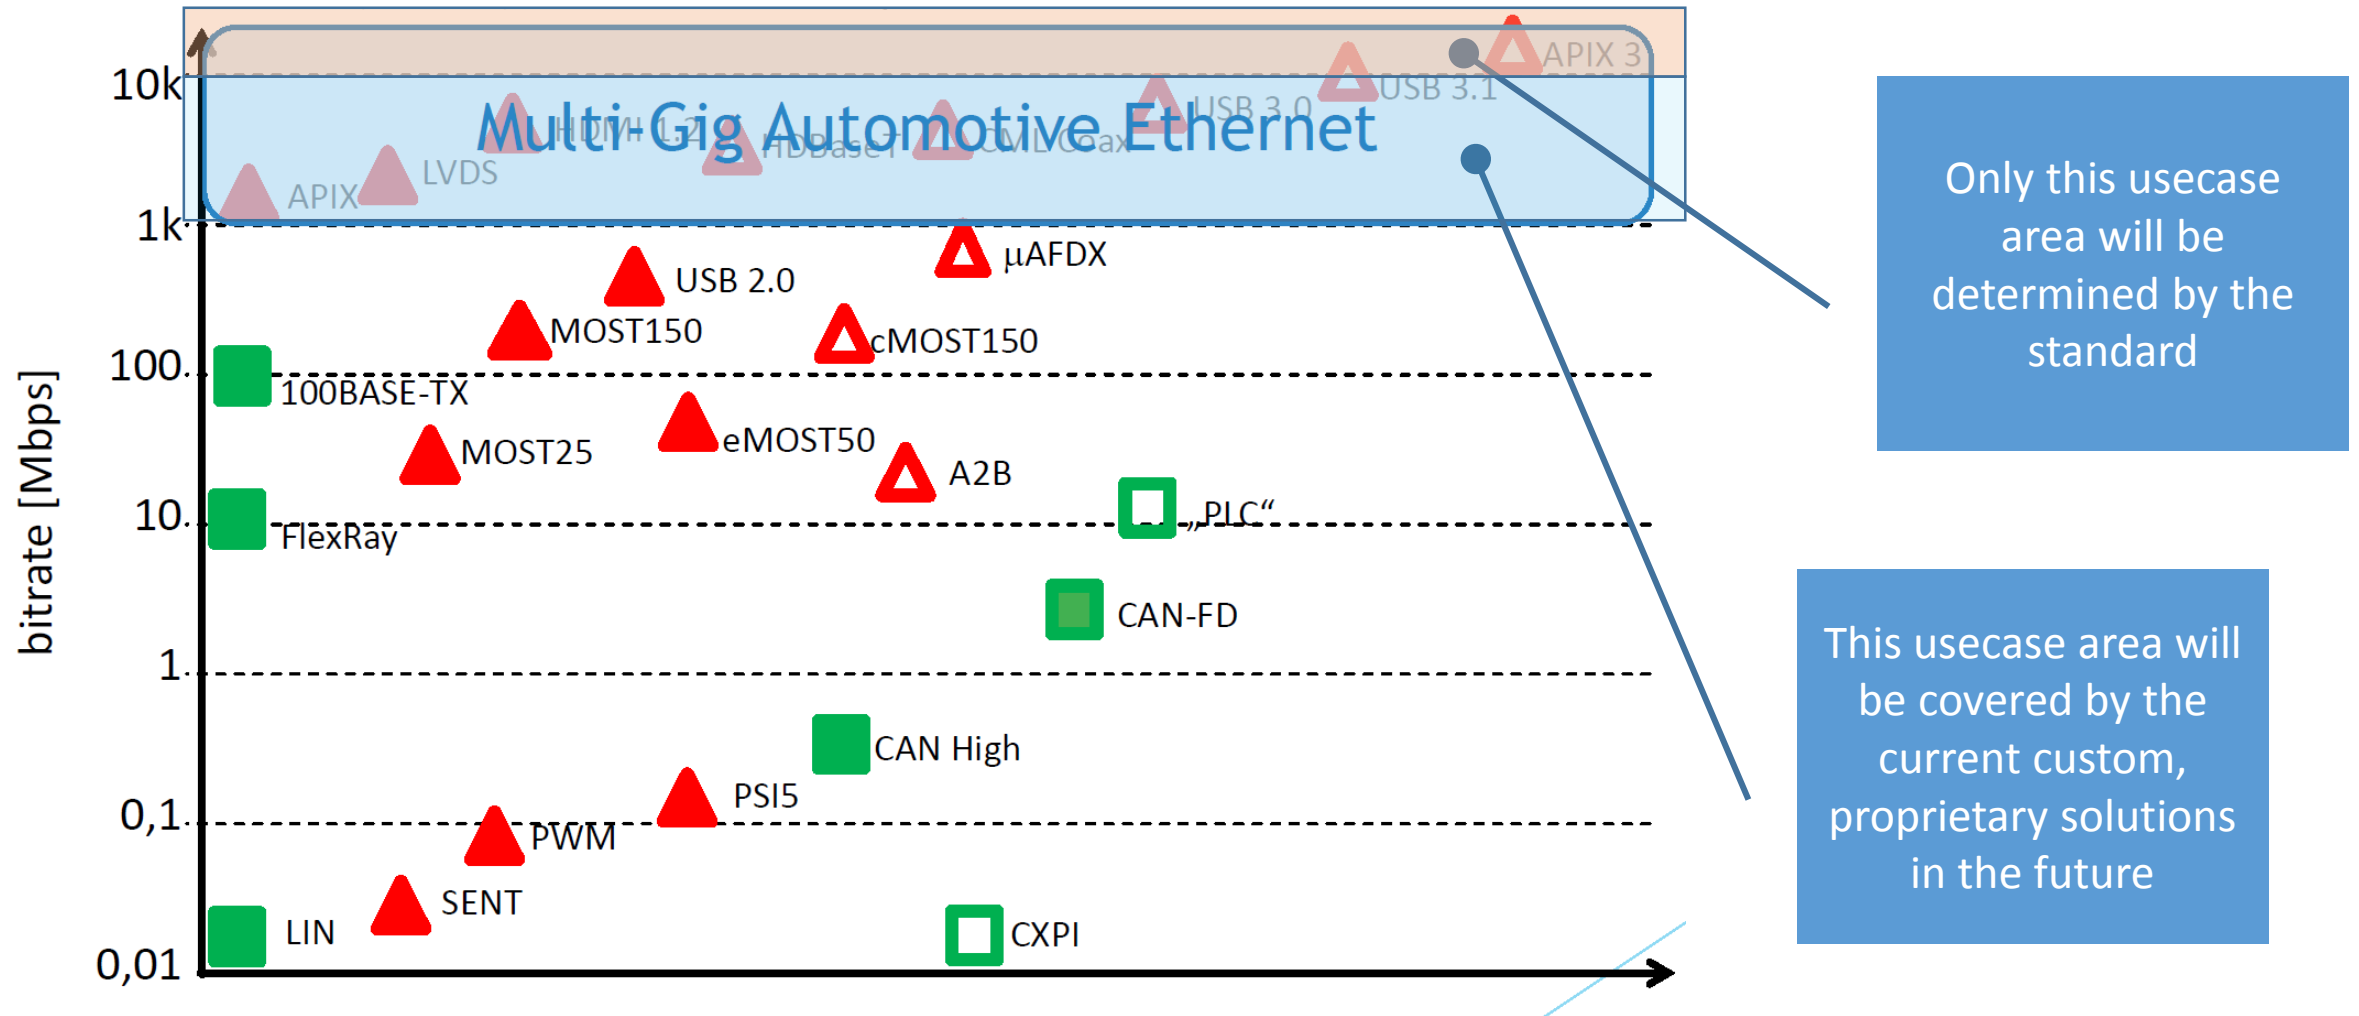 APIX 3
10k
USB 3.1
USB 3.0
Multi-Gig Automotive Ethernet
HDMI 1.2
HDBaseT
CML Coax
LVDS
APIX
1k
µAFDX
USB 2.0
MOST150
cMOST150
100
100BASE-TX
eMOST50
MOST25
A2B
10
„PLC“
FlexRay
CAN-FD
1
CAN High
PSI5
0,1
PWM
SENT
LIN
CXPI
0,01
bitrate [Mbps]
Only this usecase
area will be
determined by the
standard
This usecase area will
be covered by the
current custom,
proprietary solutions
in the future